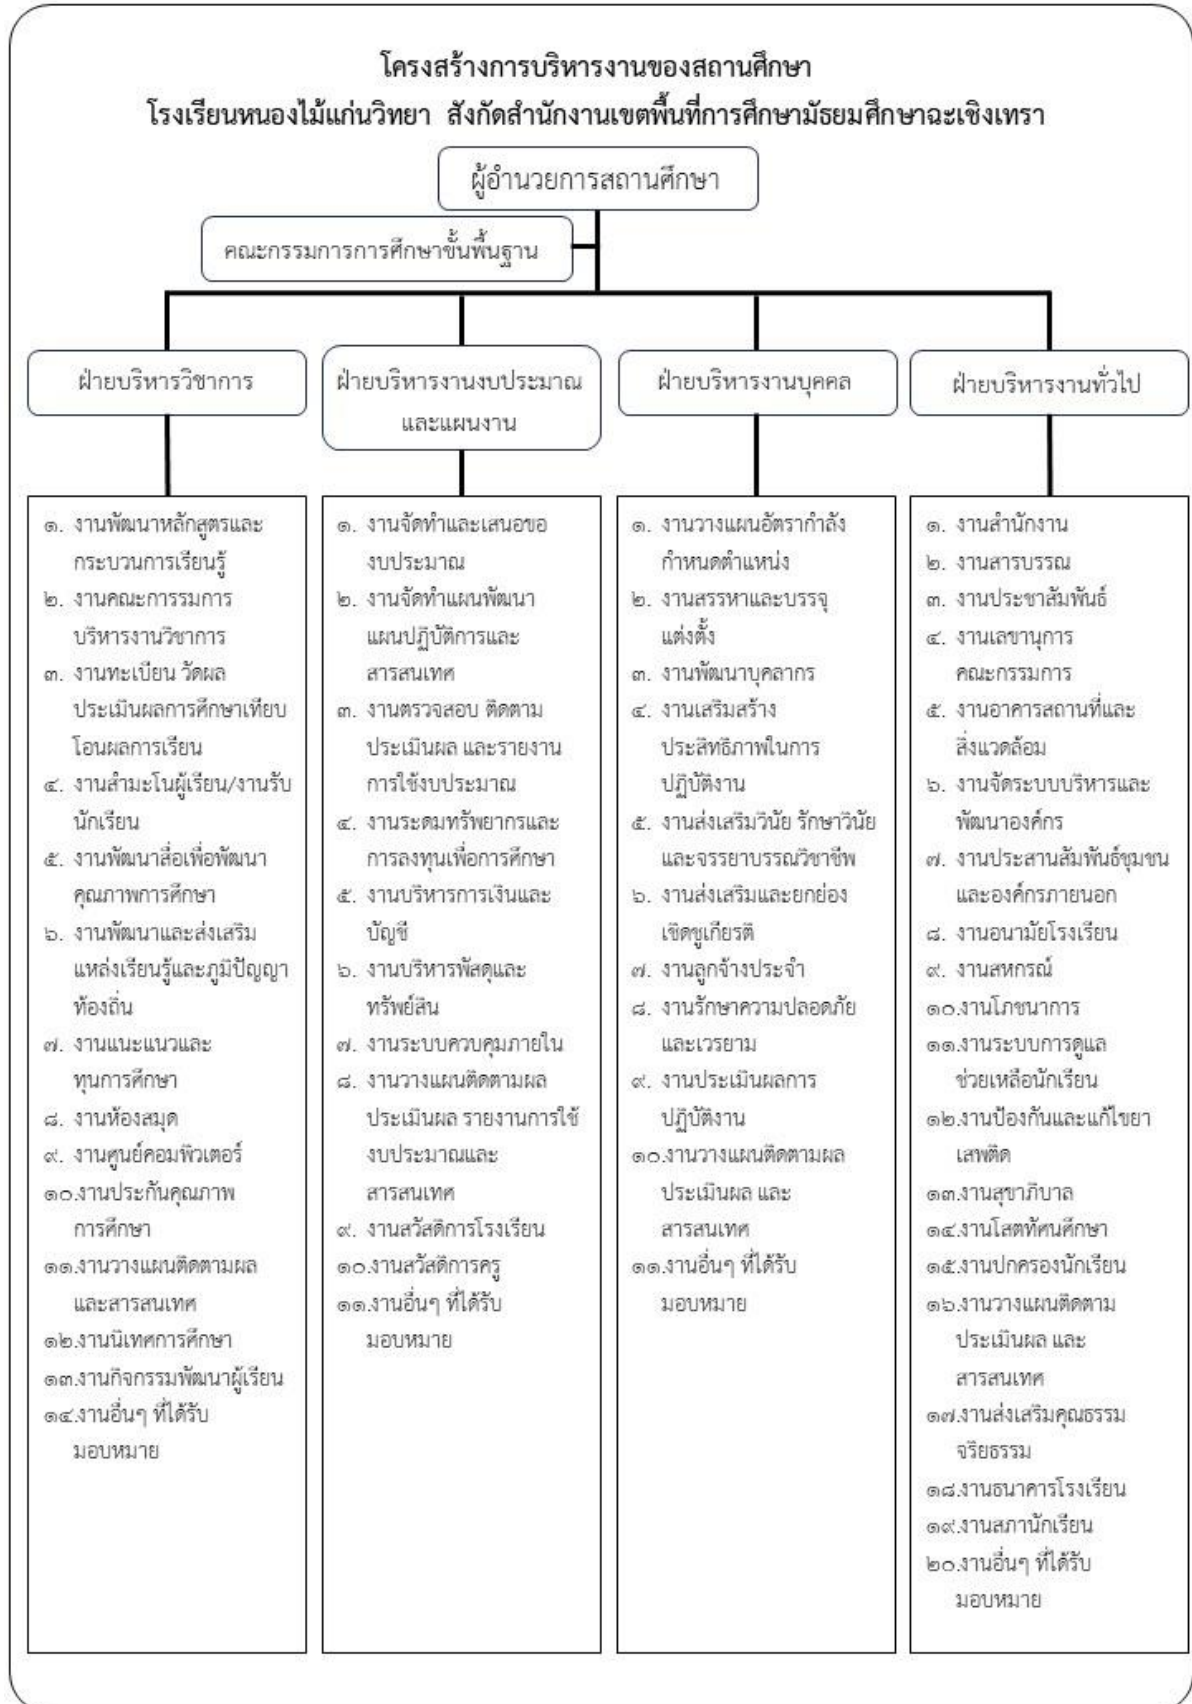 โครงสร้างการบริหารงานของสถานศึกษา
โรงเรียนหนองไม้แก่นวิทยา สังกัดสำนักงานเขตพื้นที่การศึกษามัธยมศึกษาฉะเชิงเทรา
ผู้อำนวยการสถานศึกษา
คณะกรรมการการศึกษาขั้นพื้นฐาน
ฝ่ายบริหารวิชาการ
๑. งานพัฒนาหลักสูตรและ
กระบวนการเรียนรู้
๒. งานคณะการรมการ
บริหารงานวิชาการ
๓. งานทะเบียน วัดผล
ประเมินผลการศึกษาเทียบ
โอนผลการเรียน
๔. งานสำมะโนผู้เรียน/งานรับ
นักเรียน
๕. งานพัฒนาสื่อเพื่อพัฒนา
คุณภาพการศึกษา
๖. งานพัฒนาและส่งเสริม
แหล่งเรียนรู้และภูมิปัญญา
ท้องถิ่น
๗. งานแนะแนวและ
ทุนการศึกษา
๘. งานห้องสมุด
๙. งานศูนย์คอมพิวเตอร์
๑๐.งานประกันคุณภาพ
การศึกษา
๑๑.งานวางแผนติดตามผล
และสารสนเทศ
๑๒.งานนิเทศการศึกษา
๑๓.งานกิจกรรมพัฒนาผู้เรียน
๑๔.งานอื่นๆ ที่ได้รับ
มอบหมาย
ฝ่ายบริหารงานงบประมาณ
และแผนงาน
๑. งานจัดทำและเสนอขอ
งบประมาณ
๒. งานจัดทำแผนพัฒนา
แผนปฏิบัติการและ
สารสนเทศ
๓. งานตรวจสอบ ติดตาม
ประเมินผล และรายงาน
การใช้งบประมาณ
๔. งานระดมทรัพยากรและ
การลงทุนเพื่อการศึกษา
๕. งานบริหารการเงินและ
บัญชี
๖. งานบริหารพัสดุและ
ทรัพย์สิน
๗. งานระบบควบคุมภายใน
๘. งานวางแผนติดตามผล
ประเมินผล รายงานการใช้
งบประมาณและ
สารสนเทศ
๙. งานสวัสดิการโรงเรียน
๑๐.งานสวัสดิการครู
๑๑.งานอื่นๆ ที่ได้รับ
มอบหมาย
ฝ่ายบริหารงานบุคคล
๑. งานวางแผนอัตรากำลัง
กำหนดตำแหน่ง
๒. งานสรรหาและบรรจุ
แต่งตั้ง
๓. งานพัฒนาบุคลากร
๔. งานเสริมสร้าง
ประสิทธิภาพในการ
ปฏิบัติงาน
๕. งานส่งเสริมวินัย รักษาวินัย
และจรรยาบรรณวิชาชีพ
๖. งานส่งเสริมและยกย่อง
เชิดชูเกียรติ
๗. งานลูกจ้างประจำ
๘. งานรักษาความปลอดภัย
และเวรยาม
๙. งานประเมินผลการ
ปฏิบัติงาน
๑๐.งานวางแผนติดตามผล
ประเมินผล และ
สารสนเทศ
๑๑.งานอื่นๆ ที่ได้รับ
มอบหมาย
ฝ่ายบริหารงานทั่วไป
๑. งานสำนักงาน
๒. งานสารบรรณ
๓. งานประชาสัมพันธ์
๔. งานเลขานุการ
คณะกรรมการ
๕. งานอาคารสถานที่และ
สิ่งแวดล้อม
๖. งานจัดระบบบริหารและ
พัฒนาองค์กร
๗. งานประสานสัมพันธ์ชุมชน
และองค์กรภายนอก
๘. งานอนามัยโรงเรียน
๙. งานสหกรณ์
๑๐.งานโภชนาการ
๑๑.งานระบบการดูแล
ช่วยเหลือนักเรียน
๑๒.งานป้องกันและแก้ไขยา
เสพติด
๑๓.งานสุขาภิบาล
๑๔.งานโสตทัศนศึกษา
๑๕.งานปกครองนักเรียน
๑๖.งานวางแผนติดตาม
ประเมินผล และ
สารสนเทศ
๑๗.งานส่งเสริมคุณธรรม
จริยธรรม
๑๘.งานธนาคารโรงเรียน
๑๙.งานสภานักเรียน
๒๐.งานอื่นๆ ที่ได้รับ
มอบหมาย